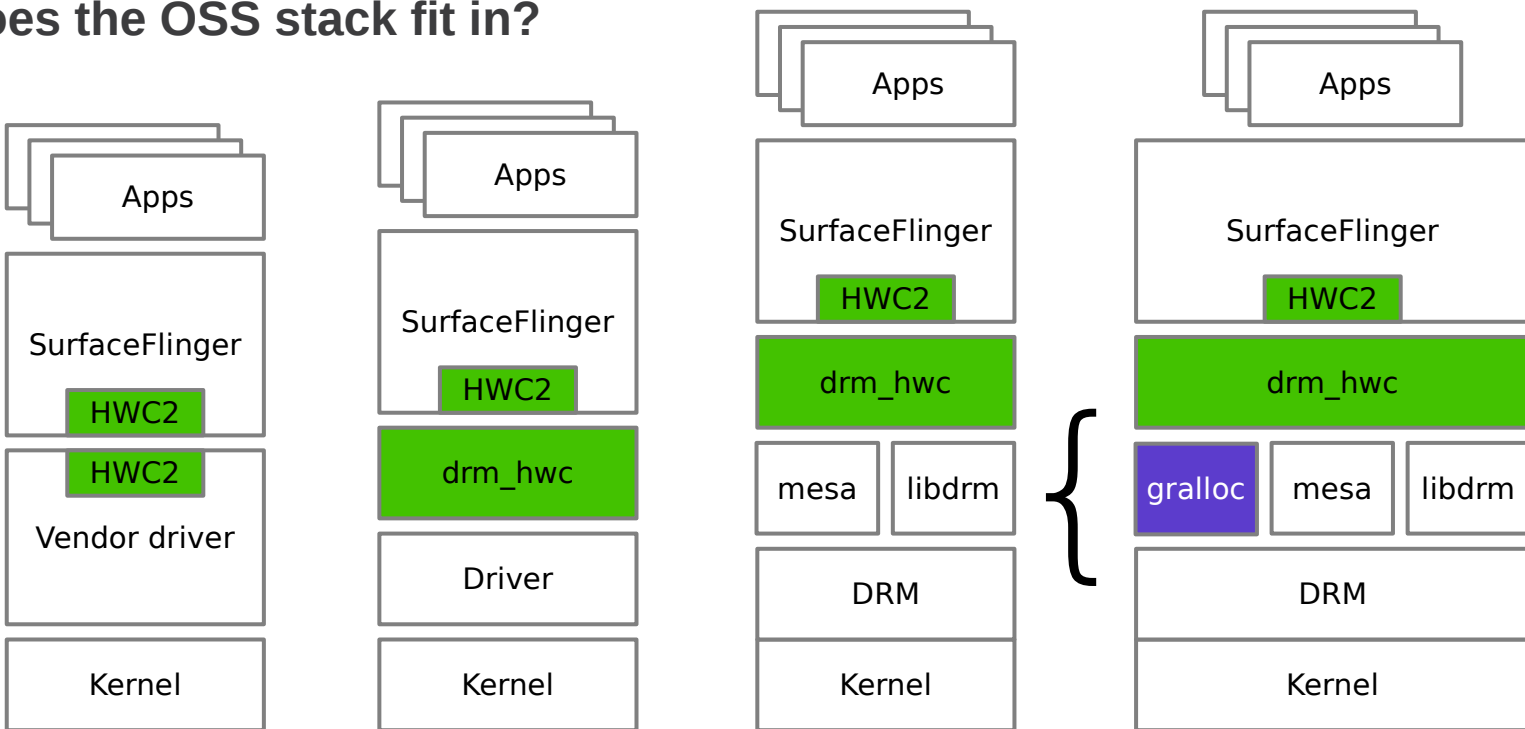 oes the OSS stack fit in?
Apps
SurfaceFlinger
HWC2
HWC2
Vendor driver
Kernel
Apps
SurfaceFlinger
HWC2
drm_hwc
Driver
Kernel
Apps
SurfaceFlinger
HWC2
drm_hwc
mesa libdrm
DRM
Kernel
{
Apps
SurfaceFlinger
HWC2
drm_hwc
gralloc mesa libdrm
DRM
Kernel